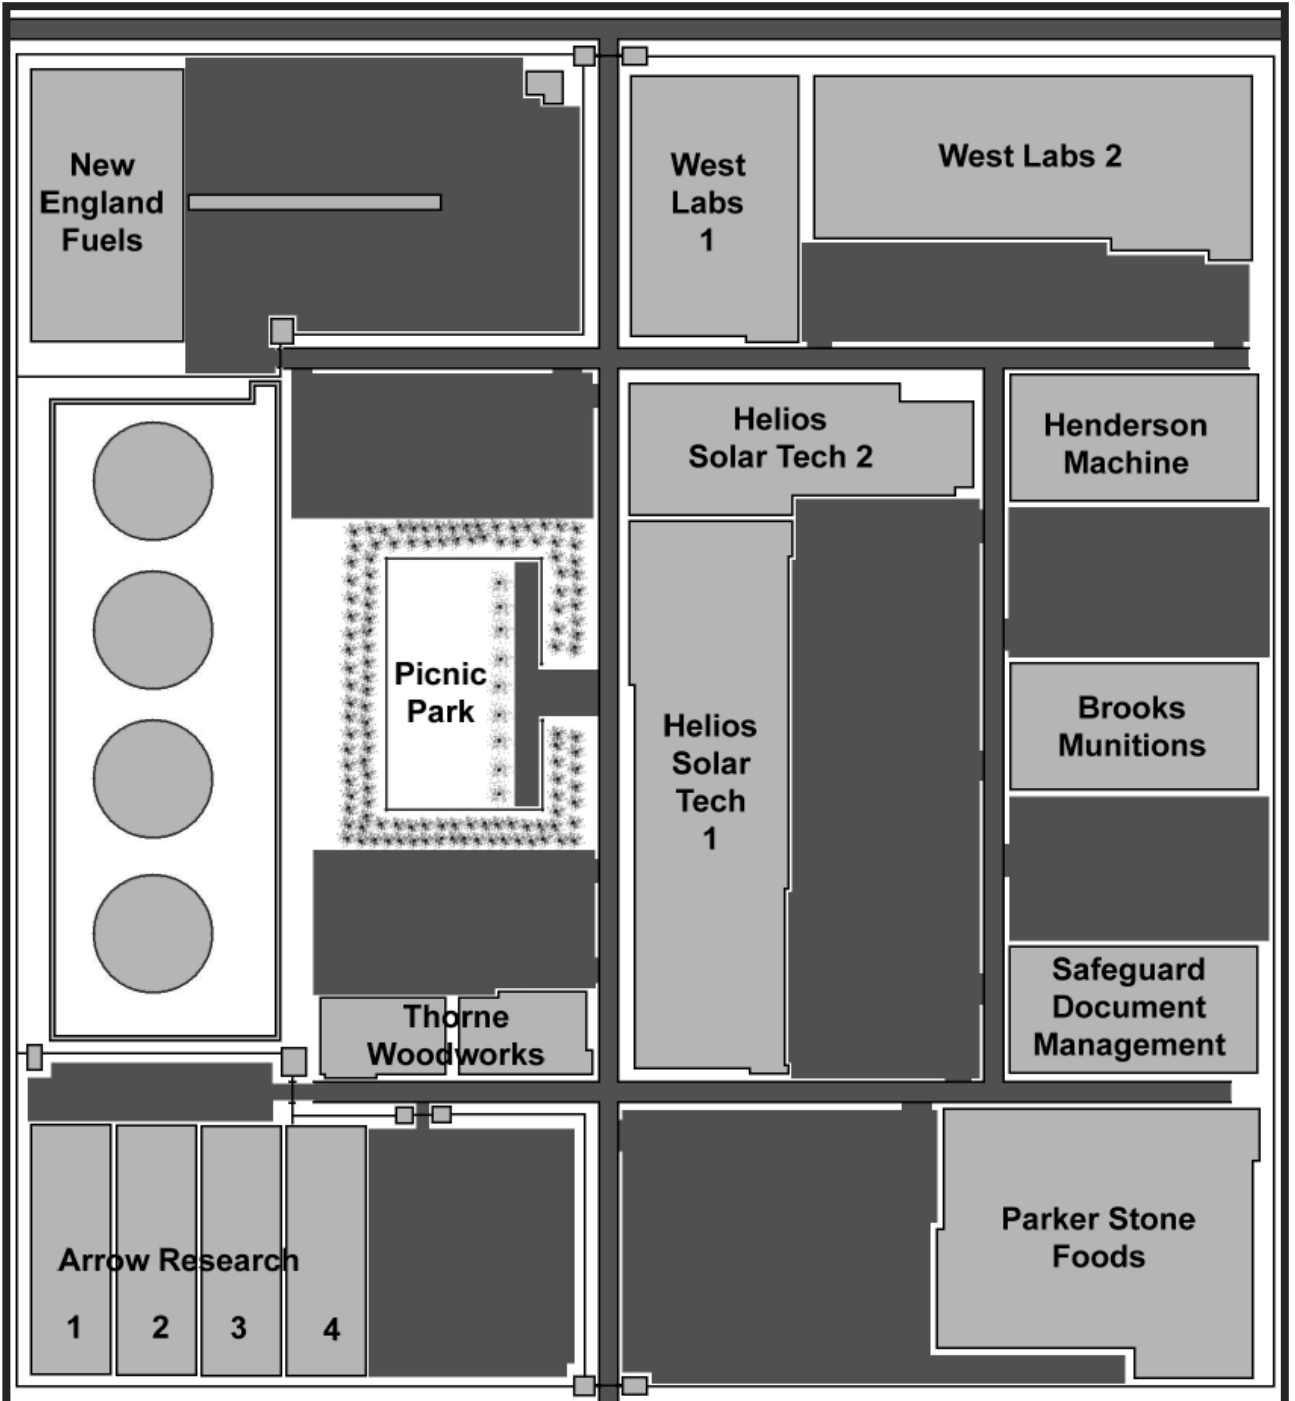 New
England
Fuels
West
Labs
1
West Labs 2
Helios
Solar Tech 2
Henderson
Machine
Picnic
Park
Helios
Solar
Tech
1
Brooks
Munitions
Safeguard
Document
Management
Thorne
Woodworks
Arrow Research
1 2 3 4
Parker Stone
Foods